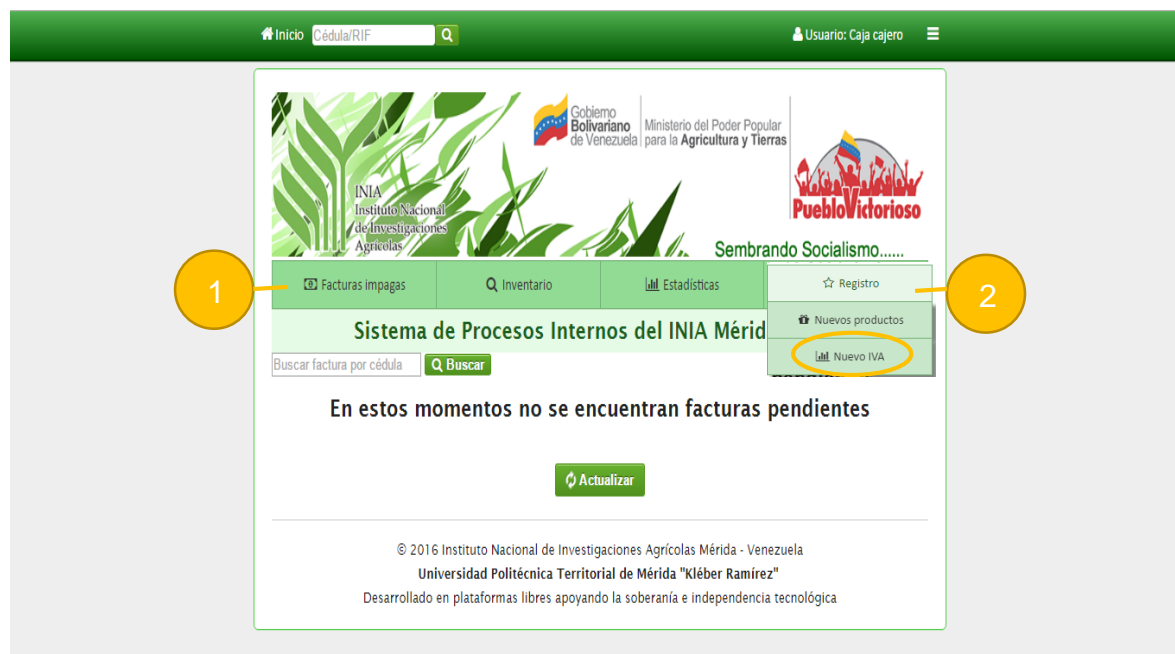 Inicio Cédula/RIF
Usuario: Caja cajero
Gobierno
Bolivariano
de Venezuela
Ministerio del Poder Popular
para la Agricultura y Tierras
INIA
Instituto Nacional
de Investigaciones
Agrícolas
PuebloVictorioso
Sembrando Socialismo......
1
Facturas impagas Inventario Estadísticas Registro
2
Nuevos productos
Sistema de Procesos Internos del INIA Mérid
Nuevo IVA
Buscar factura por cédula Buscar
En estos momentos no se encuentran facturas pendientes
Actualizar
© 2016 Instituto Nacional de Investigaciones Agrícolas Mérida - Venezuela
Universidad Politécnica Territorial de Mérida "Kléber Ramírez"
Desarrollado en plataformas libres apoyando la soberanía e independencia tecnológica